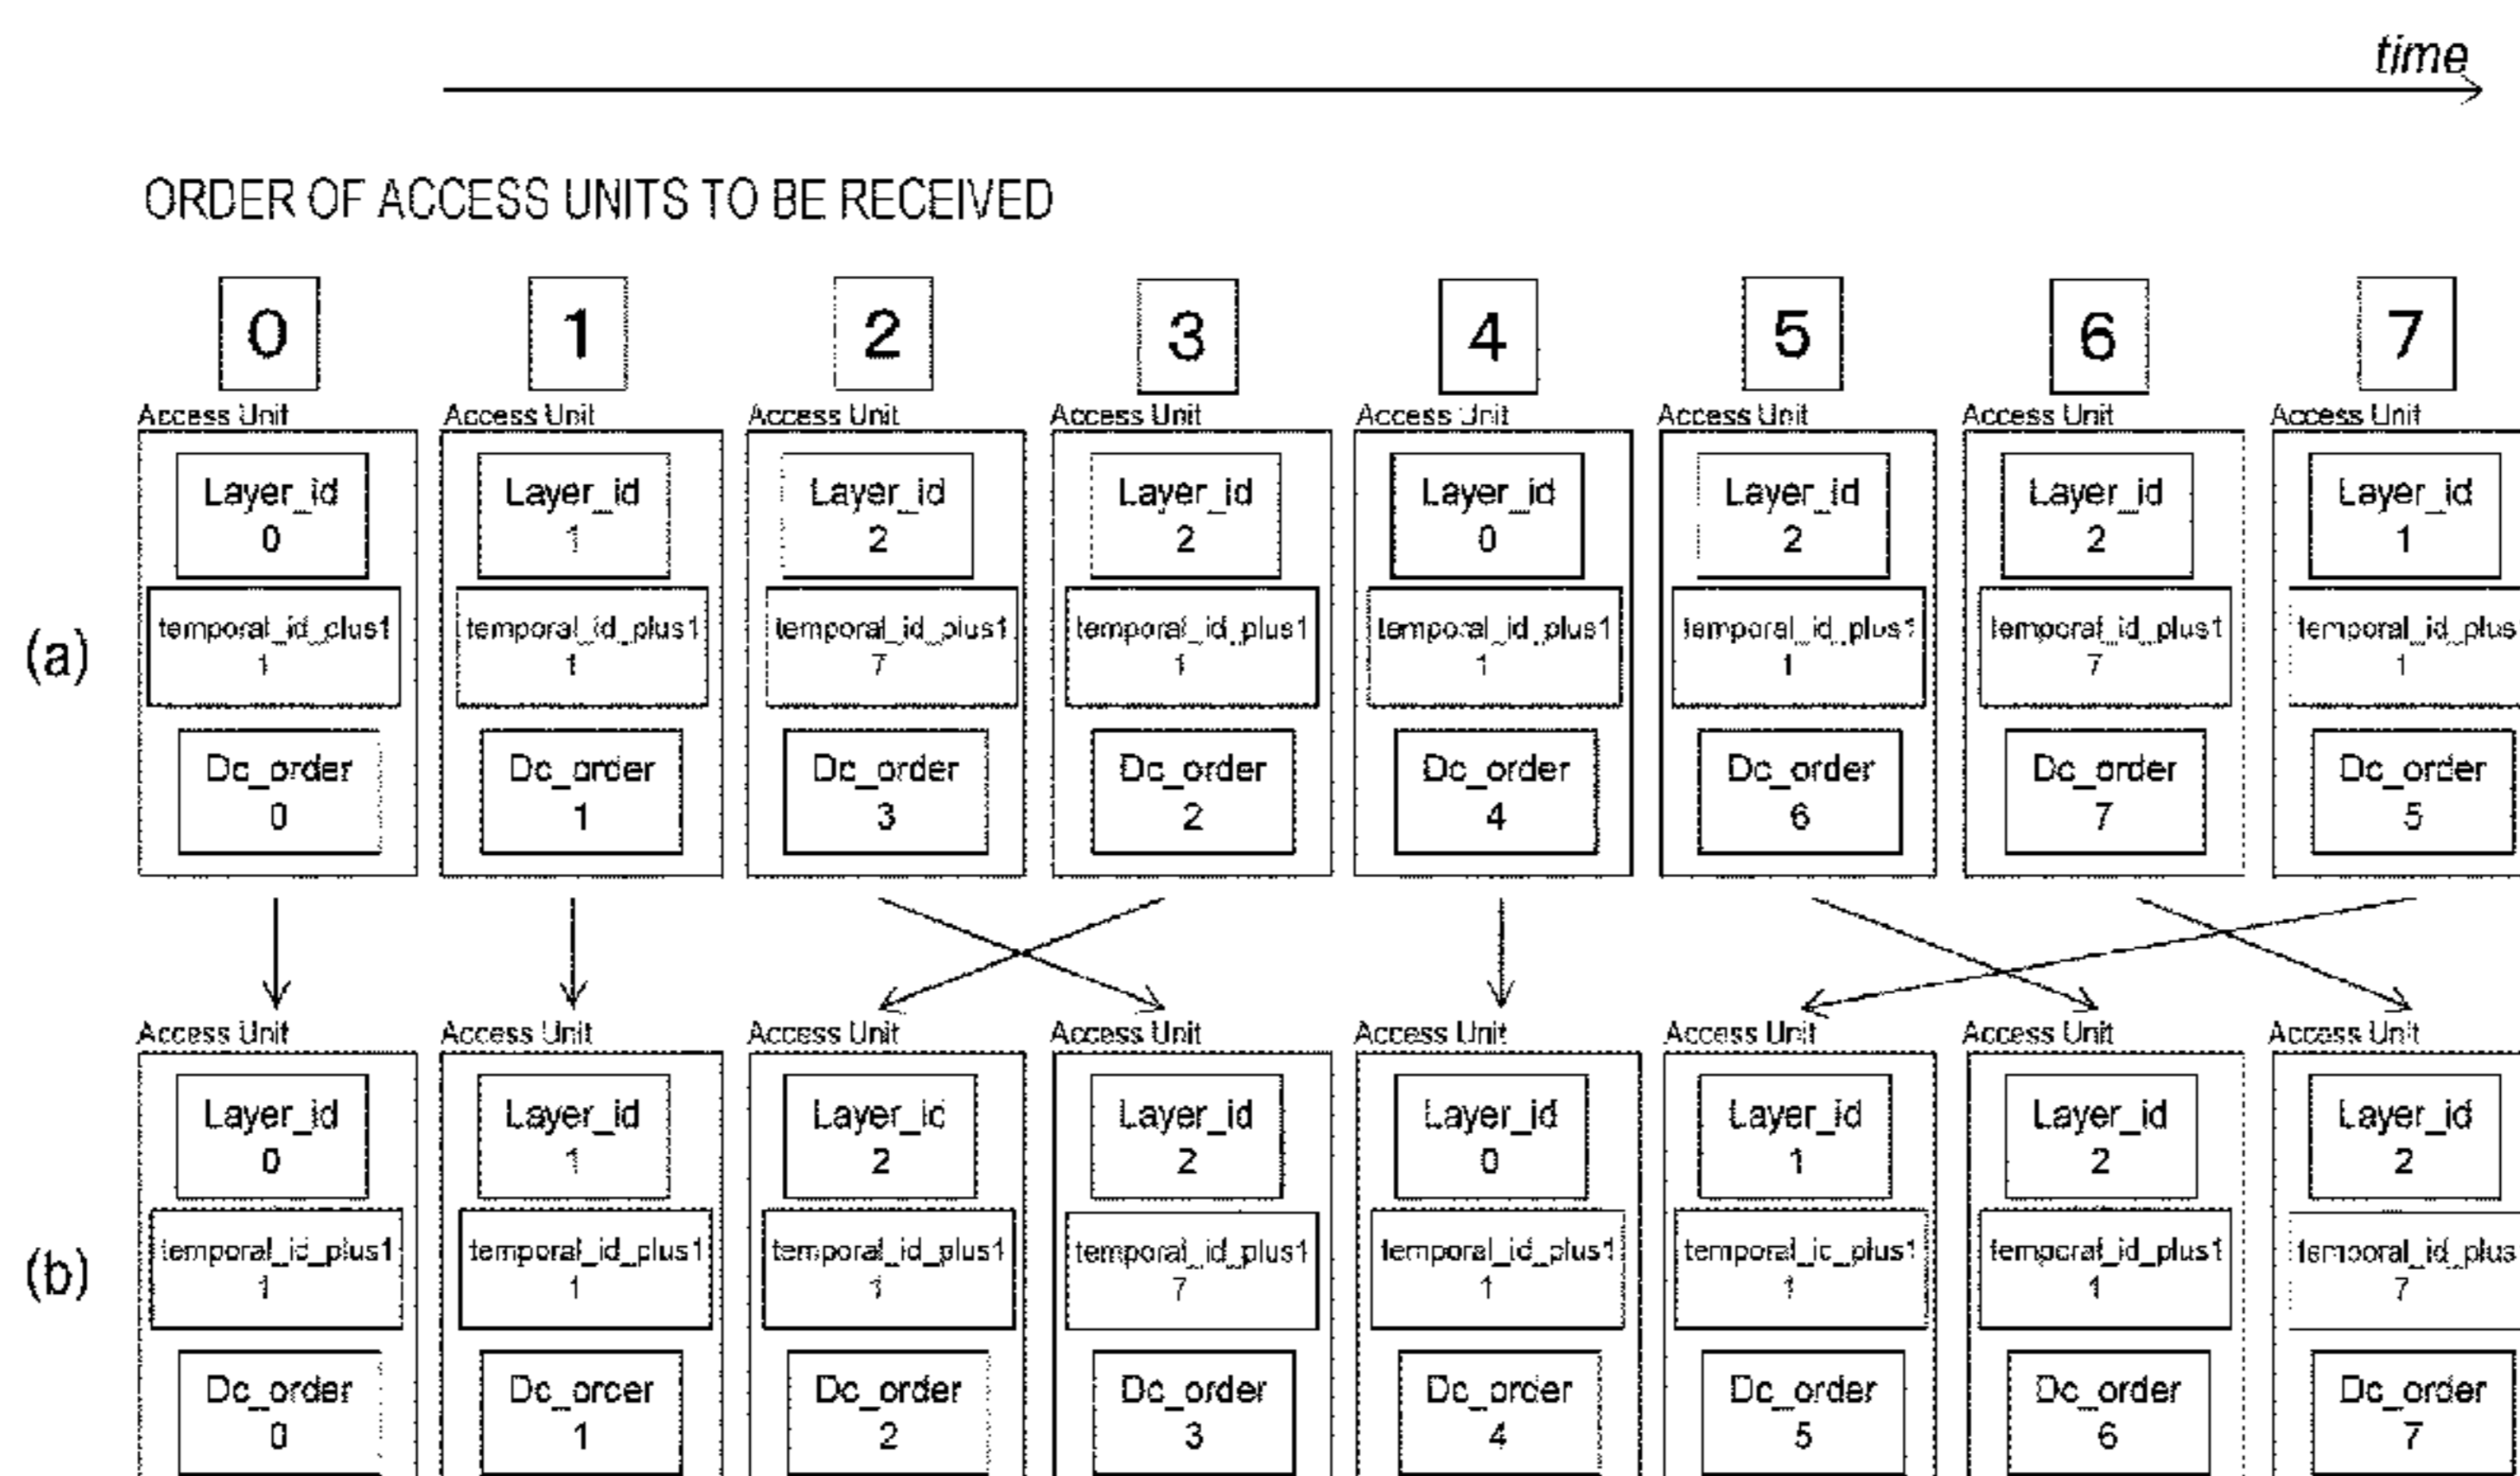 time
ORDER OF ACCESS UNITS TO BE RECEIVED
0 1 2 3 4 5 6 7
Access Unit Access Unit Access Unit Access Unit Access Unit Access Unit Access Unit Access Unit
Layer_id Layer_id Layer_id Layer_id Layer_id Layer_id Layer_id Layer_id
0 1 2 2 0 2 2 1
(a)
temporal_id_plus1 temporal_id_plus1 temporal_id_plus1 temporal_id_plus1 temporal_id_plus1 temporal_id_plus1 temporal_id_plus1 temporal_id_plus
1 1 7 1 1 1 7 1
Dc_order Dc_order Dc_order Dc_order Dc_order Dc_order Dc_order Dc_order
0 1 3 2 4 6 7 5
Access Unit Access Unit Access Unit Access Unit Access Unit Access Unit Access Unit Access Unit
Layer_id Layer_id Layer_id Layer_id Layer_id Layer_id Layer_id Layer_id
0 1 2 2 0 1 2 2
(b)
temporal_id_plus1 temporal_id_plus1 temporal_id_plus1 temporal_id_plus1 temporal_id_plus1 temporal_id_plus1 temporal_id_plus1 temporal_id_plus
1 1 1 7 1 1 1 7
Dc_order Dc_order Dc_order Dc_order Dc_order Dc_order Dc_order Dc_order
0 1 2 3 4 5 6 7